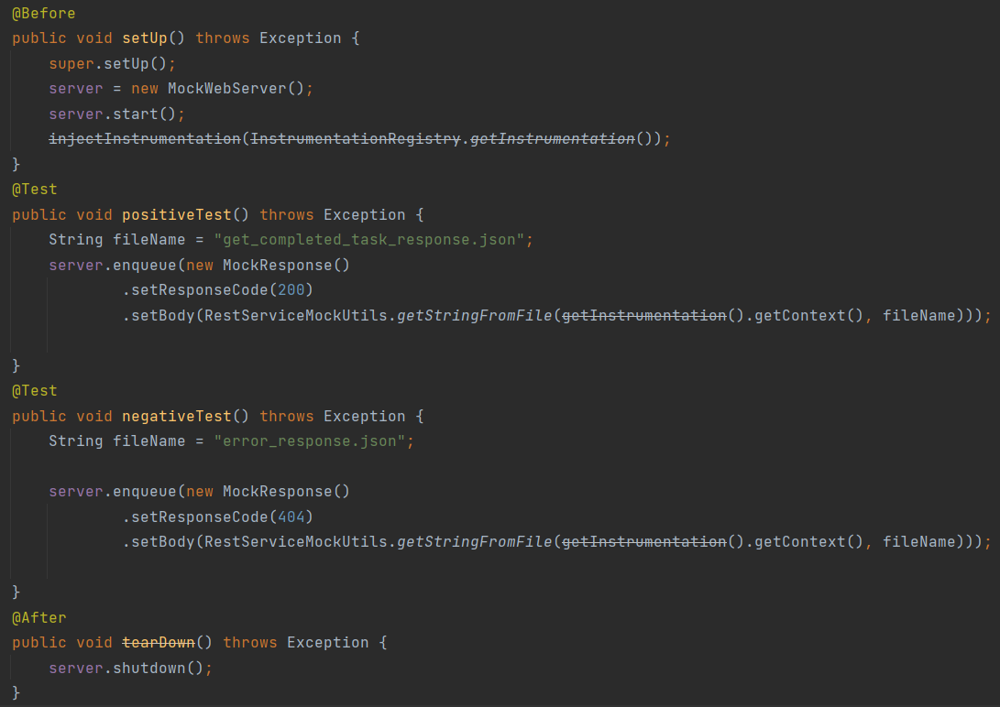 @Before
public void setUp() throws Exception {
    super.setUp();
    server = new MockWebServer();
    server.start();
    injectInstrumentation(InstrumentationRegistry.getInstrumentation());
}
@Test
public void positiveTest() throws Exception {
    String fileName = "get_completed_task_response.json";
    server.enqueue(new MockResponse()
            .setResponseCode(200)
            .setBody(RestServiceMockUtils.getStringFromFile(getInstrumentation().getContext(), fileName)));
}
@Test
public void negativeTest() throws Exception {
    String fileName = "error_response.json";
    server.enqueue(new MockResponse()
            .setResponseCode(404)
            .setBody(RestServiceMockUtils.getStringFromFile(getInstrumentation().getContext(), fileName)));
}
@After
public void tearDown() throws Exception {
    server.shutdown();
}